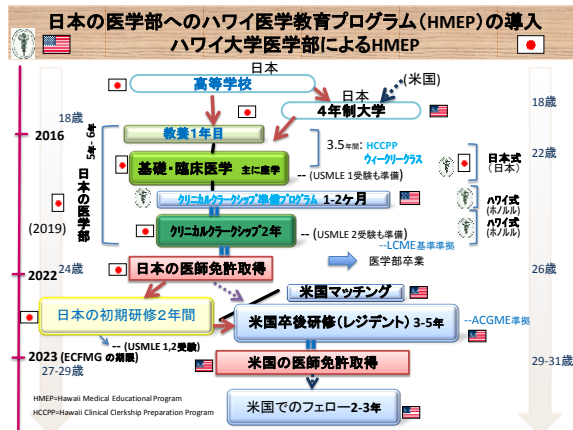 日本の医学部へのハワイ医学教育プログラム（HMEP）の導入
ハワイ大学医学部によるHMEP
日本
高等学校
(米国)
日本
4年制大学
18歳
18歳
2016
教養1年目
3.5年間: HCCPP
ウィークリークラス
22歳
5年- 6年
日本の医学部
基礎・臨床医学 主に座学
-- (USMLE 1受験も準備)
日本式
(日本)
クリニカルクラークシップ準備プログラム 1-2ケ月
ハワイ式
(ホノルル)
(2019)
クリニカルクラークシップ2年
-- (USMLE 2受験も準備)
ハワイ式
(ホノルル)
--LCME基準準拠
医学部卒業
2022
24歳
日本の医師免許取得
26歳
米国マッチング
日本の初期研修2年間
米国卒後研修（レジデント) 3-5年
--ACGME準拠
-- (USMLE 1,2受験)
2023 (ECFMG の期限)
27-29歳
米国の医師免許取得
29-31歳
HMEP=Hawaii Medical Educational Program
HCCPP=Hawaii Clinical Clerkship Preparation Program
米国でのフェロー2-3年